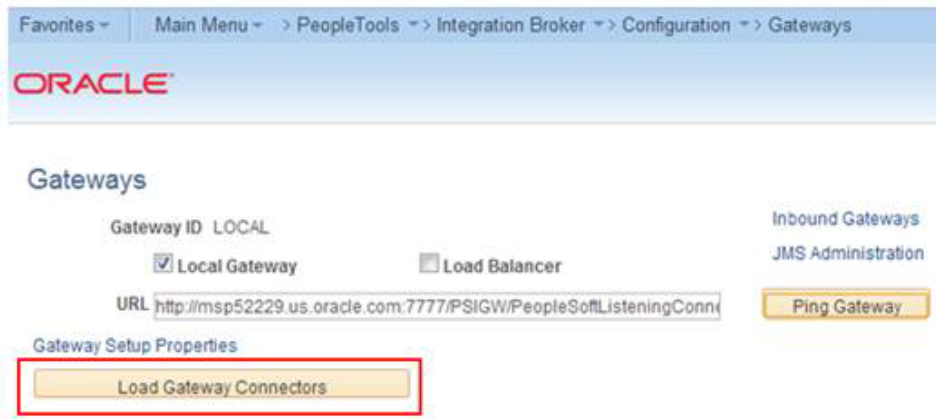 Favorites Main Menu > PeopleTools > Integration Broker > Configuration > Gateways
ORACLE
Gateways
Gateway ID LOCAL
Inbound Gateways
Local Gateway Load Balancer
JMS Administration
URL http://msp52229.us.oracle.com:7777/PSIGW/PeopleSoftListeningConne
Ping Gateway
Gateway Setup Properties
Load Gateway Connectors